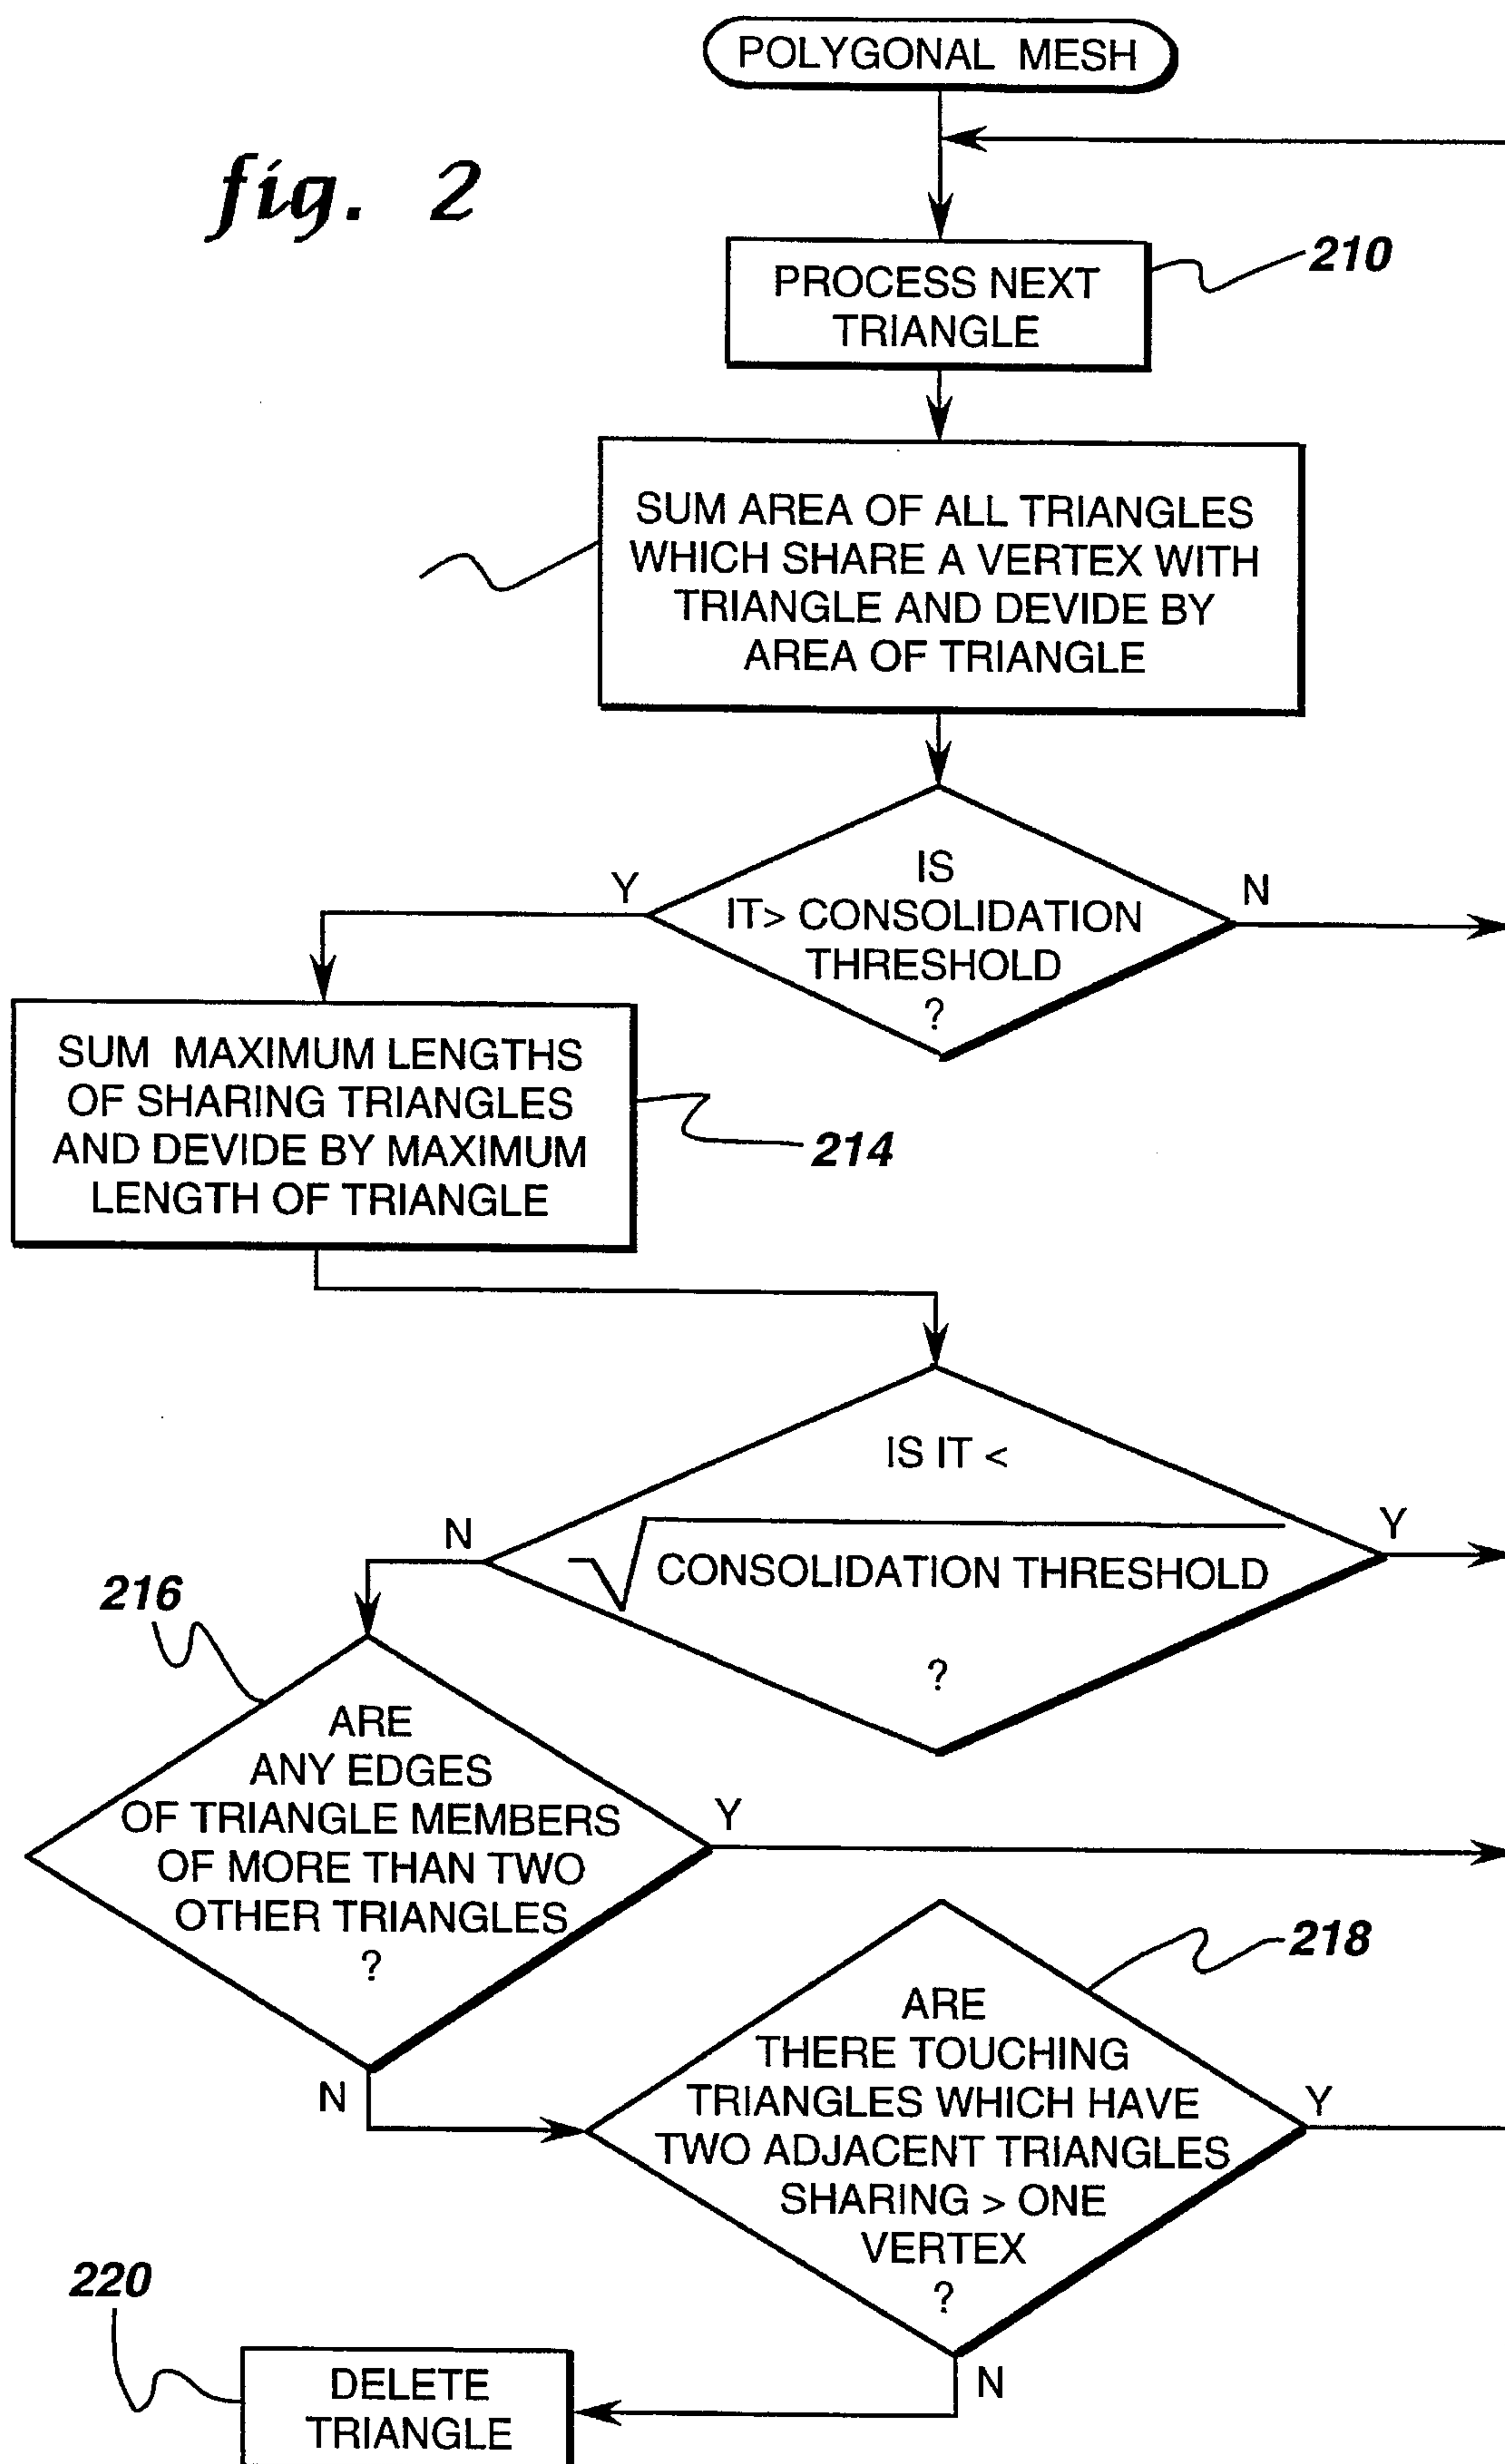 POLYGONAL MESH
fig. 2
210
PROCESS NEXT
TRIANGLE
SUM AREA OF ALL TRIANGLES
WHICH SHARE A VERTEX WITH
TRIANGLE AND DEVIDE BY
AREA OF TRIANGLE
Y
N
IS
IT> CONSOLIDATION
THRESHOLD
?
SUM MAXIMUM LENGTHS
OF SHARING TRIANGLES
AND DEVIDE BY MAXIMUM
LENGTH OF TRIANGLE
214
IS IT <
N
Y
√CONSOLIDATION THRESHOLD
?
216
ARE
ANY EDGES
OF TRIANGLE MEMBERS
OF MORE THAN TWO
OTHER TRIANGLES
?
Y
N
218
ARE
THERE TOUCHING
TRIANGLES WHICH HAVE
TWO ADJACENT TRIANGLES
SHARING > ONE
VERTEX
?
Y
N
220
DELETE
TRIANGLE